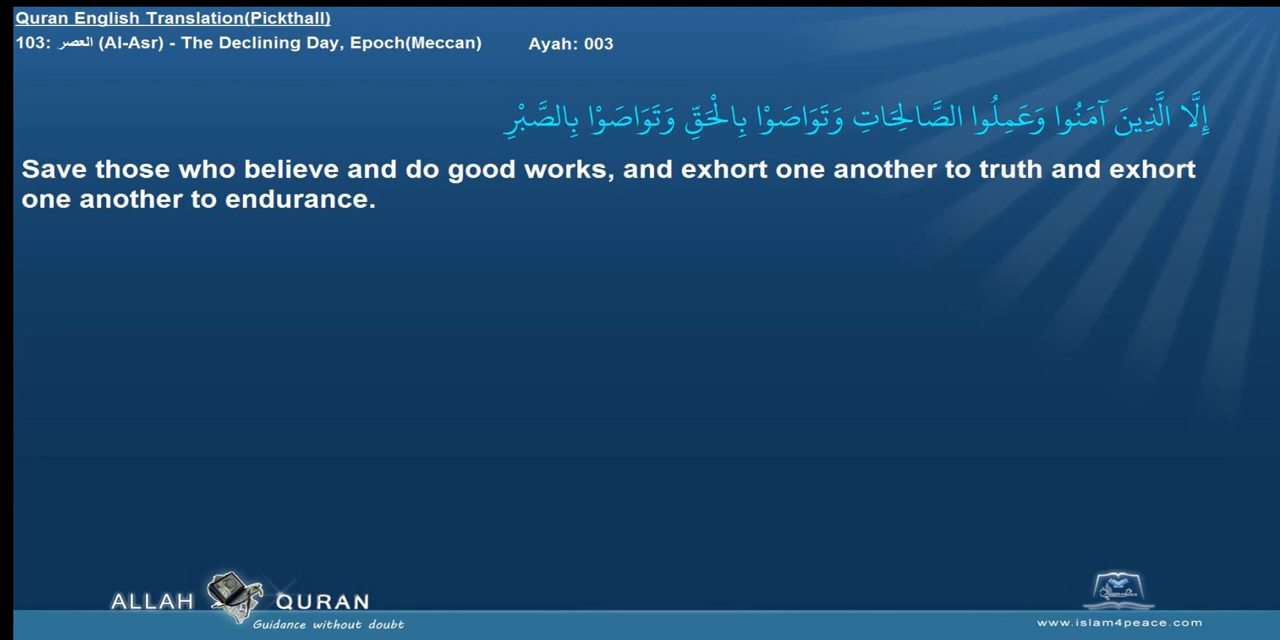 Quran English Translation(Pickthall)
103: العصر (Al-Asr) - The Declining Day, Epoch(Meccan) Ayah: 003
إِلَّا الَّذِينَ آمَنُوا وَعَمِلُوا الصَّالِحَاتِ وَتَوَاصَوْا بِالْحَقِّ وَتَوَاصَوْا بِالصَّبْرِ
Save those who believe and do good works, and exhort one another to truth and exhort
one another to endurance.
ALLAH QURAN
Guidance without doubt
www.islam4peace.com